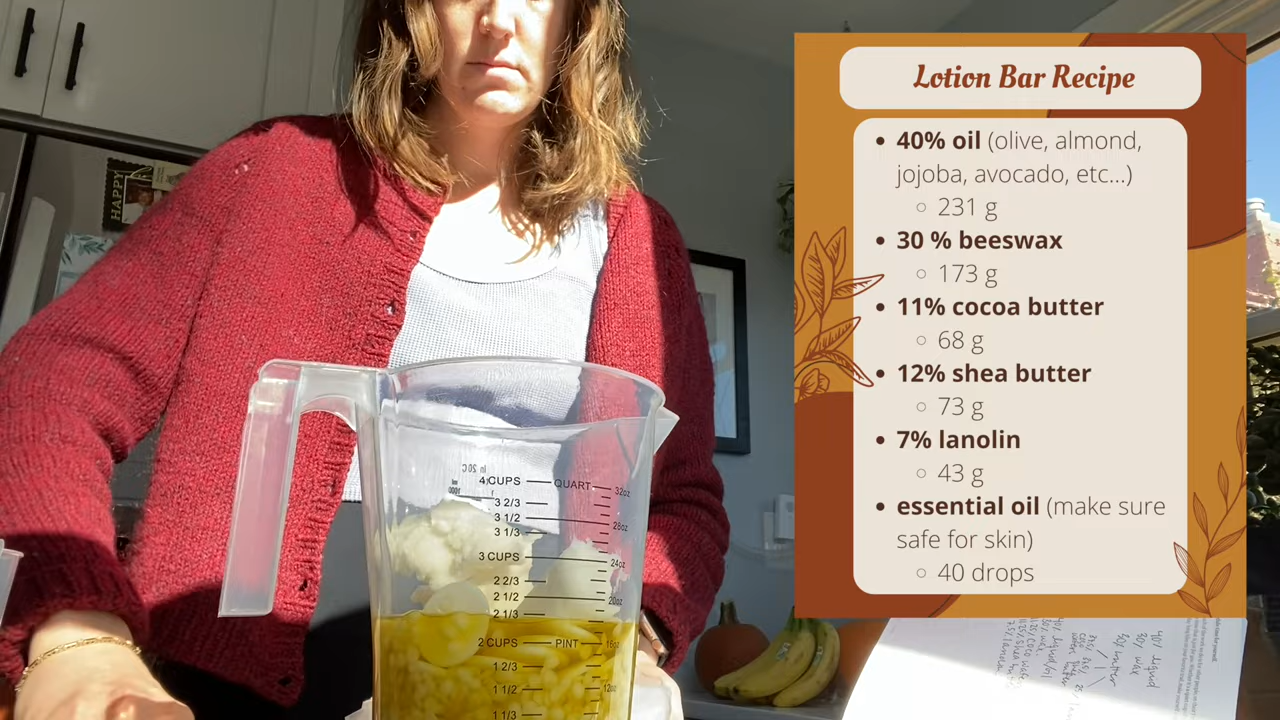 HAPPY
Lotion Bar Recipe
• 40% oil (olive, almond,
jojoba, avocado, etc...)
○ 231 g
• 30 % beeswax
○ 173 g
• 11% cocoa butter
○ 68 g
• 12% shea butter
○ 73 g
• 7% lanolin
○ 43 g
• essential oil (make sure
safe for skin)
○ 40 drops
4 CUPS QUART 32oz
3 2/3
3 1/2 28oz
3 1/3
3 CUPS 24oz
2 2/3
2 1/2 20oz
2 1/3
2 CUPS PINT 16oz
1 2/3
1 1/2 12oz
1 1/3
40% liquid
30% wax